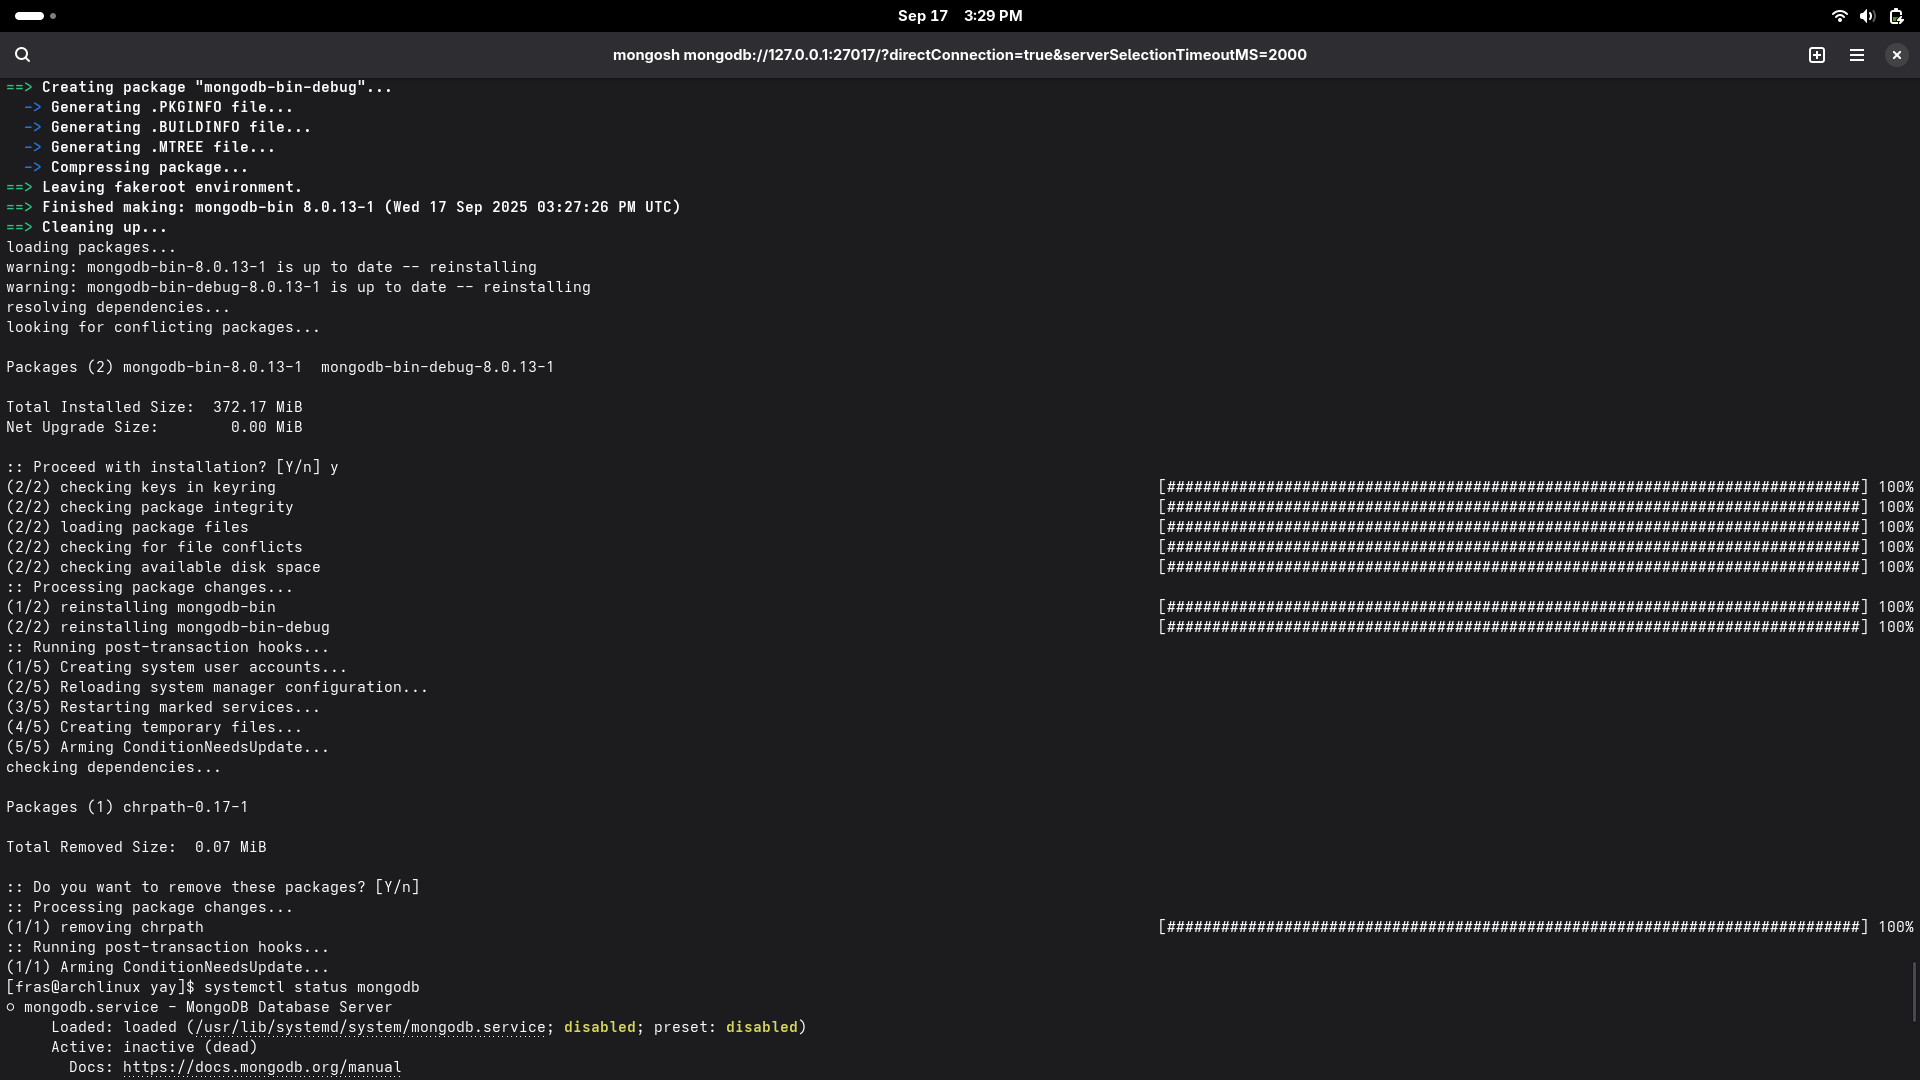 Sep 17 3:29 PM
mongosh mongodb://127.0.0.1:27017/?directConnection=true&serverSelectionTimeoutMS=2000
==> Creating package "mongodb-bin-debug"...
  -> Generating .PKGINFO file...
  -> Generating .BUILDINFO file...
  -> Generating .MTREE file...
  -> Compressing package...
==> Leaving fakeroot environment.
==> Finished making: mongodb-bin 8.0.13-1 (Wed 17 Sep 2025 03:27:26 PM UTC)
==> Cleaning up...
loading packages...
warning: mongodb-bin-8.0.13-1 is up to date -- reinstalling
warning: mongodb-bin-debug-8.0.13-1 is up to date -- reinstalling
resolving dependencies...
looking for conflicting packages...
Packages (2) mongodb-bin-8.0.13-1  mongodb-bin-debug-8.0.13-1
Total Installed Size:  372.17 MiB
Net Upgrade Size:        0.00 MiB
:: Proceed with installation? [Y/n] y
(2/2) checking keys in keyring [#############################################################################] 100%
(2/2) checking package integrity [#############################################################################] 100%
(2/2) loading package files [#############################################################################] 100%
(2/2) checking for file conflicts [#############################################################################] 100%
(2/2) checking available disk space [#############################################################################] 100%
:: Processing package changes...
(1/2) reinstalling mongodb-bin [#############################################################################] 100%
(2/2) reinstalling mongodb-bin-debug [#############################################################################] 100%
:: Running post-transaction hooks...
(1/5) Creating system user accounts...
(2/5) Reloading system manager configuration...
(3/5) Restarting marked services...
(4/5) Creating temporary files...
(5/5) Arming ConditionNeedsUpdate...
checking dependencies...
Packages (1) chrpath-0.17-1
Total Removed Size:  0.07 MiB
:: Do you want to remove these packages? [Y/n]
:: Processing package changes...
(1/1) removing chrpath [#############################################################################] 100%
:: Running post-transaction hooks...
(1/1) Arming ConditionNeedsUpdate...
[fras@archlinux yay]$ systemctl status mongodb
○ mongodb.service - MongoDB Database Server
     Loaded: loaded (/usr/lib/systemd/system/mongodb.service; disabled; preset: disabled)
     Active: inactive (dead)
       Docs: https://docs.mongodb.org/manual